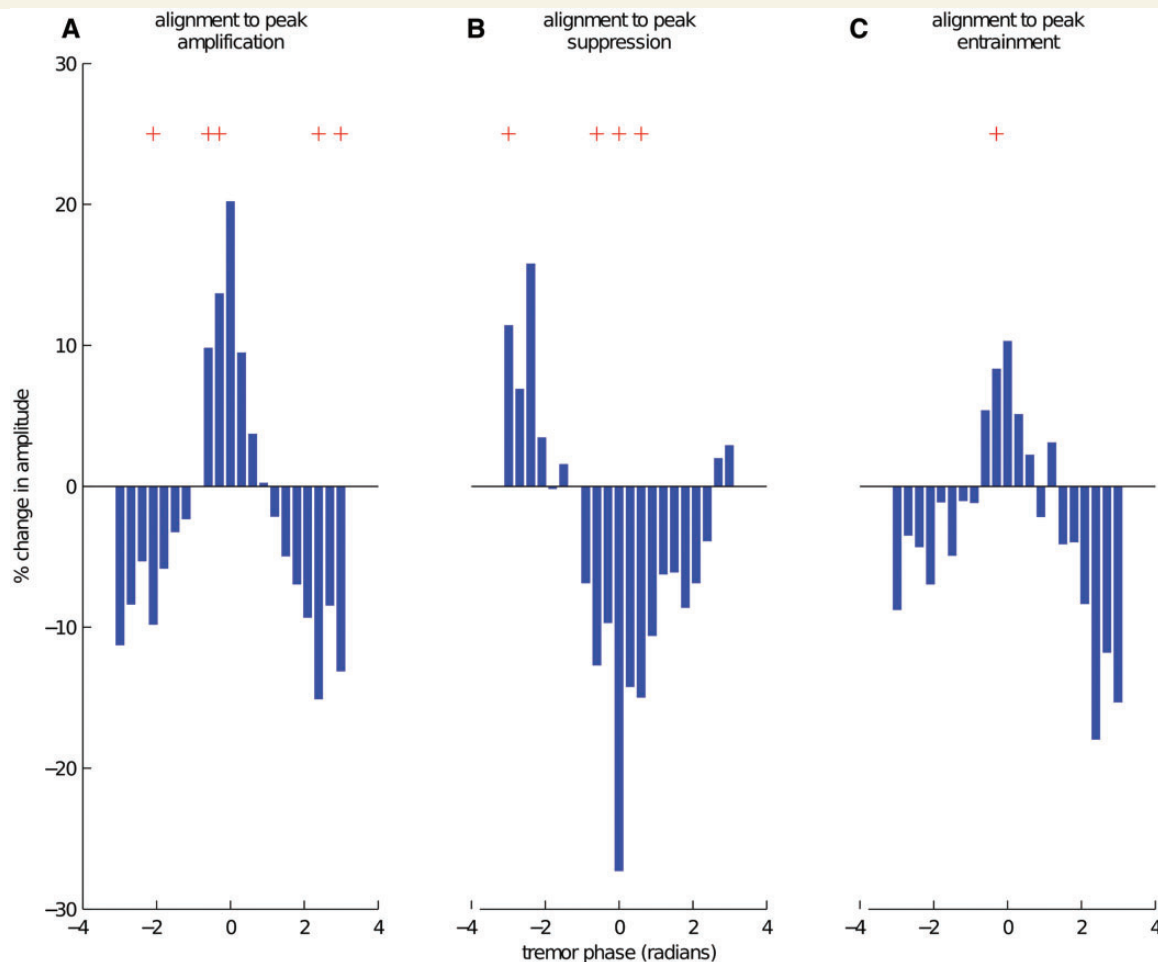 A
alignment to peak
amplification
B
alignment to peak
suppression
C
alignment to peak
entrainment
30
20
10
0
−10
−20
−30
% change in amplitude
−4 −2 0 2 4
−4 −2 0 2 4
−4 −2 0 2 4
tremor phase (radians)